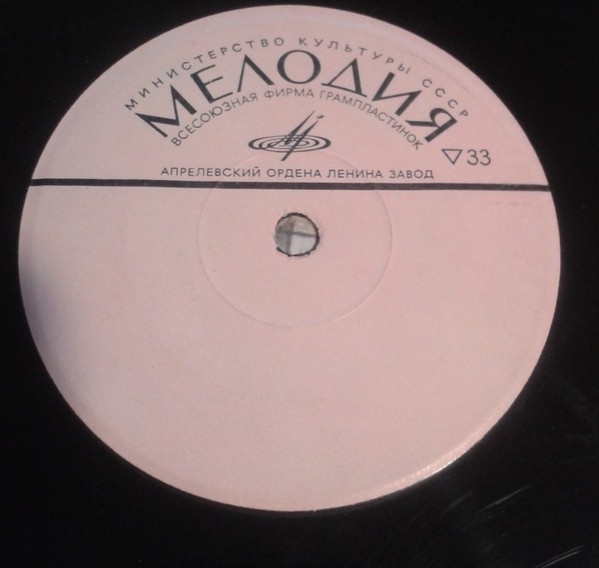 МИНИСТЕРСТВО КУЛЬТУРЫ СССР
МЕЛОДИЯ
ВСЕСОЮЗНАЯ ФИРМА ГРАМПЛАСТИНОК
▽33
АПРЕЛЕВСКИЙ ОРДЕНА ЛЕНИНА ЗАВОД